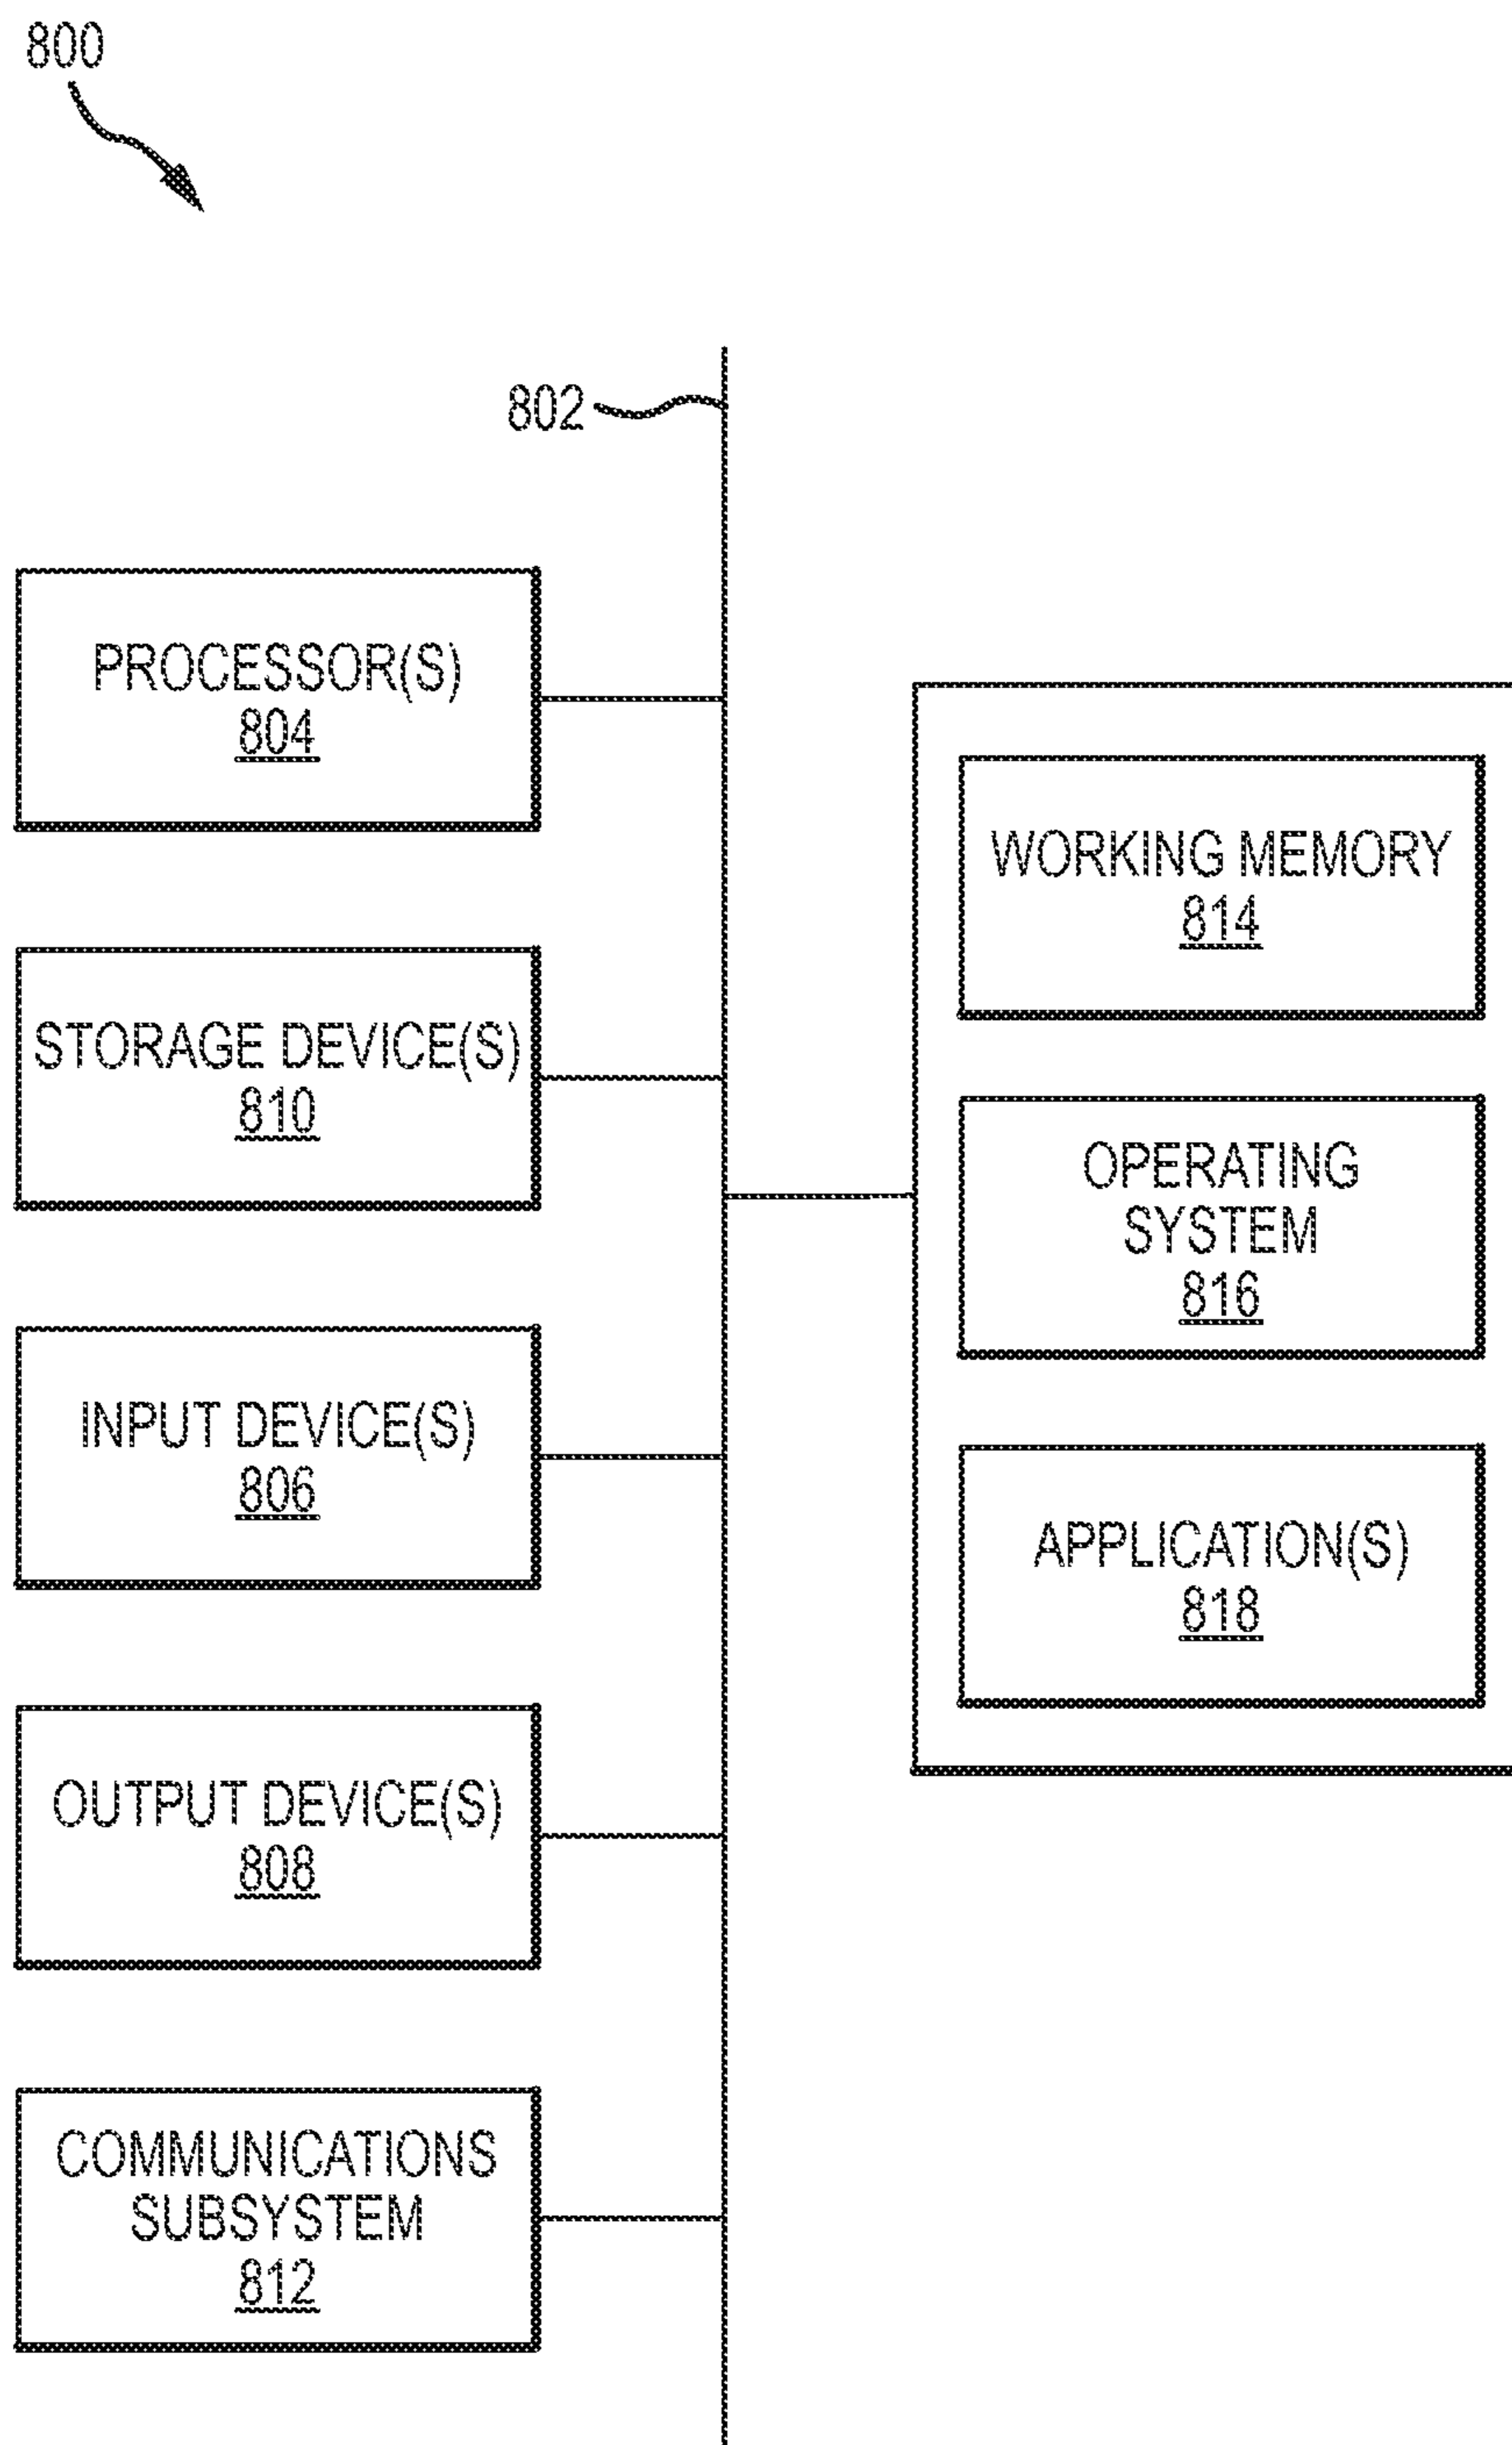 800
802
PROCESSOR(S)
804
STORAGE DEVICE(S)
810
INPUT DEVICE(S)
806
OUTPUT DEVICE(S)
808
COMMUNICATIONS
SUBSYSTEM
812
WORKING MEMORY
814
OPERATING
SYSTEM
816
APPLICATION(S)
818